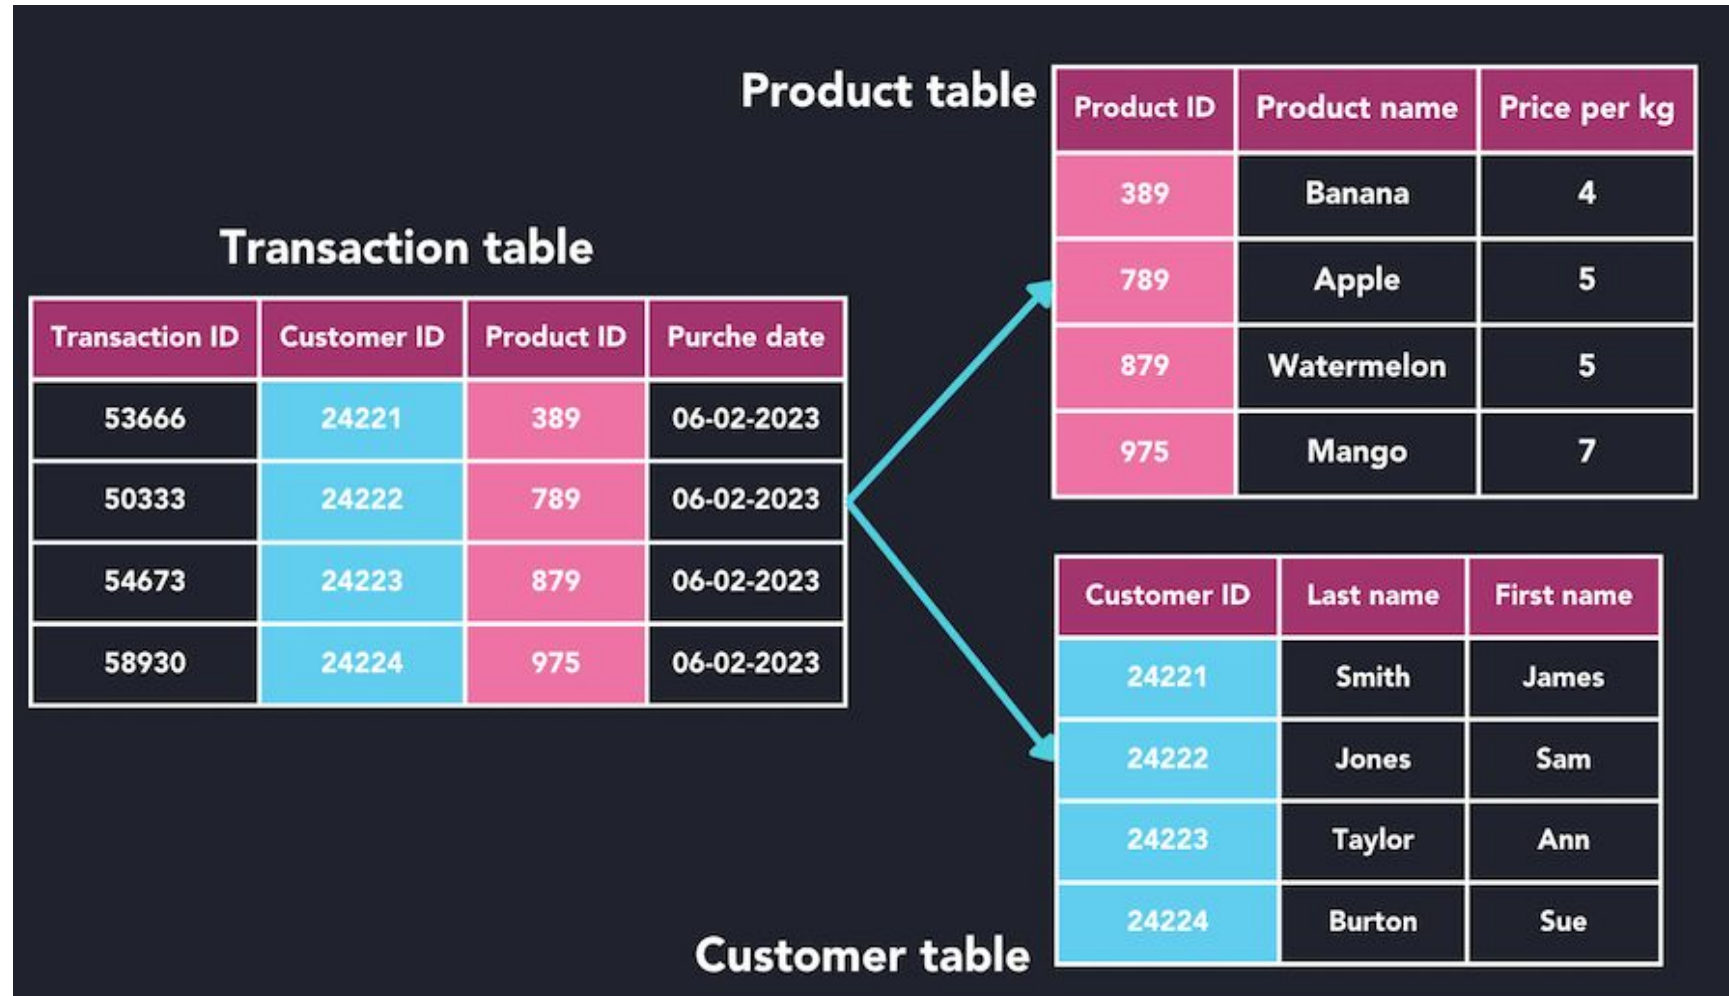 Product table
Product ID Product name Price per kg
389 Banana 4
789 Apple 5
879 Watermelon 5
975 Mango 7
Transaction table
Transaction ID Customer ID Product ID Purche date
53666 24221 389 06-02-2023
50333 24222 789 06-02-2023
54673 24223 879 06-02-2023
58930 24224 975 06-02-2023
Customer ID Last name First name
24221 Smith James
24222 Jones Sam
24223 Taylor Ann
24224 Burton Sue
Customer table